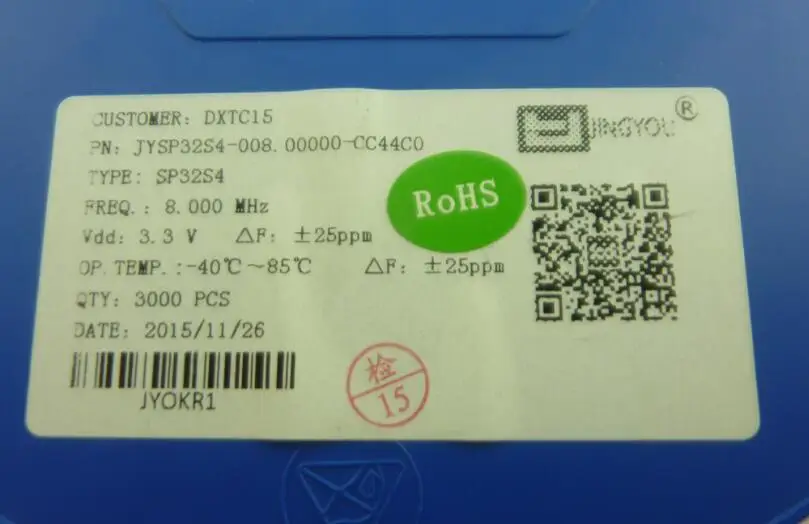 CUSTOMER: DXTC15
JINGYOU®
PN: JYSP32S4-008.00000-CC44C0
TYPE: SP32S4
RoHS
FREQ.: 8.000 MHz
Vdd: 3.3 V △F: ±25ppm
OP.TEMP.:-40℃~85℃ △F: ±25ppm
QTY: 3000 PCS
DATE: 2015/11/26
JYOKR1
检
15